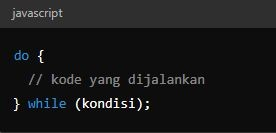 javascript
do {
  // kode yang dijalankan
} while (kondisi);